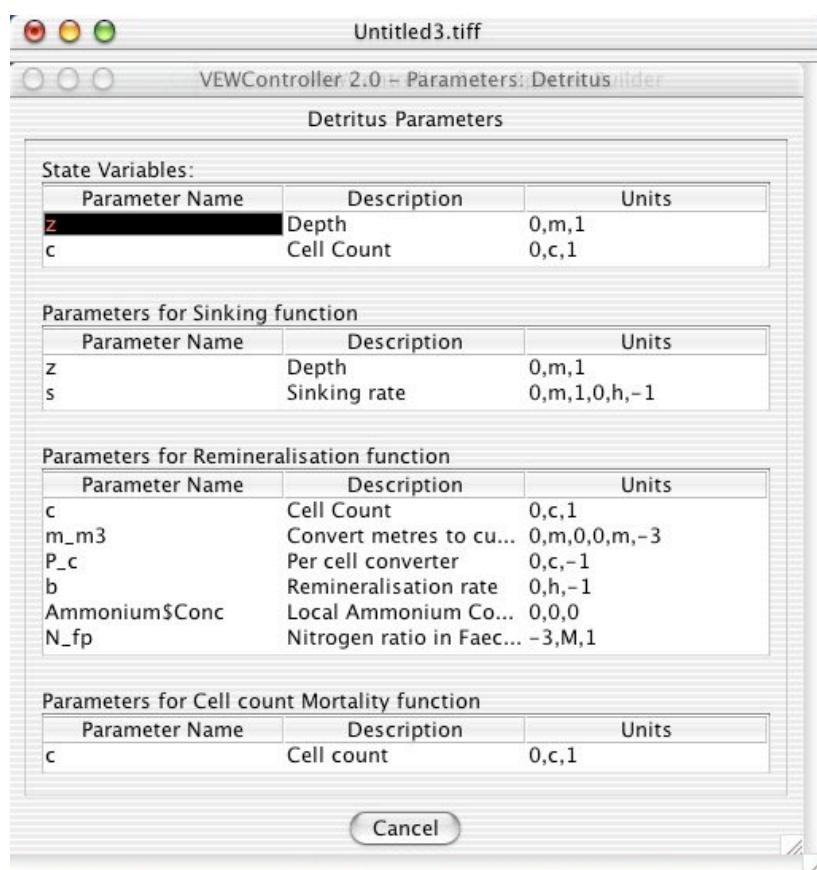 Untitled3.tiff
VEWController 2.0 – Parameters: Detritus
Detritus Parameters
State Variables:
Parameter Name Description Units
z Depth 0,m,1
c Cell Count 0,c,1
Parameters for Sinking function
Parameter Name Description Units
z Depth 0,m,1
s Sinking rate 0,m,1,0,h,-1
Parameters for Remineralisation function
Parameter Name Description Units
c Cell Count 0,c,1
m_m3 Convert metres to cu... 0,m,0,0,m,-3
P_c Per cell converter 0,c,-1
b Remineralisation rate 0,h,-1
Ammonium$Conc Local Ammonium Co... 0,0,0
N_fp Nitrogen ratio in Faec... -3,M,1
Parameters for Cell count Mortality function
Parameter Name Description Units
c Cell count 0,c,1
Cancel